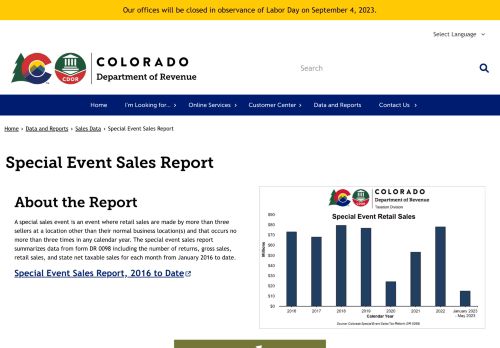 Our offices will be closed in observance of Labor Day on September 4, 2023.
Select Language
CDOR
COLORADO
Department of Revenue
Search
Home
I'm Looking for...
Online Services
Customer Center
Data and Reports
Contact Us
Home › Data and Reports › Sales Data › Special Event Sales Report
Special Event Sales Report
About the Report
A special sales event is an event where retail sales are made by more than three
sellers at a location other than their normal business location(s) and that occurs no
more than three times in any calendar year. The special event sales report
summarizes data from form DR 0098 including the number of returns, gross sales,
retail sales, and state net taxable sales for each month from January 2016 to date.
Special Event Sales Report, 2016 to Date
COLORADO
Department of Revenue
Taxation Division
Special Event Retail Sales
Millions
$90
$80
$70
$60
$50
$40
$30
$20
$10
$0
2016
2017
2018
2019
2020
2021
2022
January 2023
- May 2023
Calendar Year
Source: Colorado Special Event Sales Tax Return (DR 0098)